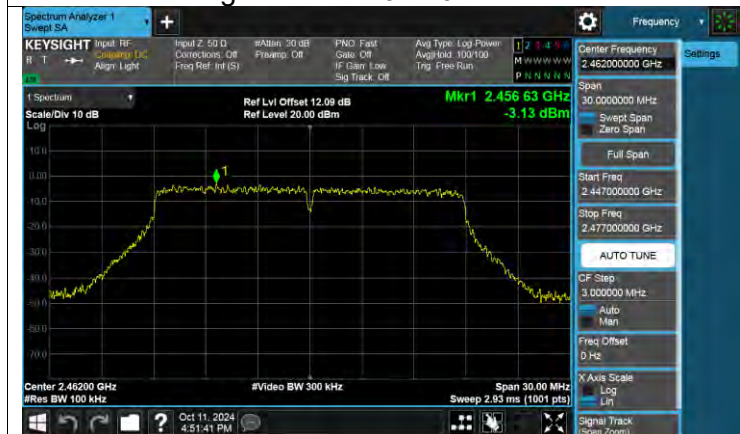 Spectrum Analyzer 1
Swept SA
+
Frequency
KEYSIGHT
R T
Input: RF
Coupling: DC
Align: Light
Input Z: 50 Ω
Corrections: Off
Freq Ref: Int (S)
#Atten: 30 dB
Preamp: Off
PNO: Fast
Gate: Off
IF Gain: Low
Sig Track: Off
Avg Type: Log-Power
Avg|Hold: 100/100
Trig: Free Run
1 2 3 4 5 6
M W W W W W
P N N N N N
1 Spectrum
Scale/Div 10 dB
Log
Ref Lvl Offset 12.09 dB
Ref Level 20.00 dBm
Mkr1 2.456 63 GHz
-3.13 dBm
10.0
0.00
-10.0
-20.0
-30.0
-40.0
-50.0
-60.0
-70.0
1
Center 2.46200 GHz
#Res BW 100 kHz
#Video BW 300 kHz
Span 30.00 MHz
Sweep 2.93 ms (1001 pts)
Oct 11, 2024
4:51:41 PM
?
Center Frequency
2.462000000 GHz
Settings
Span
30.0000000 MHz
Swept Span
Zero Span
Full Span
Start Freq
2.447000000 GHz
Stop Freq
2.477000000 GHz
AUTO TUNE
CF Step
3.000000 MHz
Auto
Man
Freq Offset
0 Hz
X Axis Scale
Log
Lin
Signal Track
(Span Zoom)